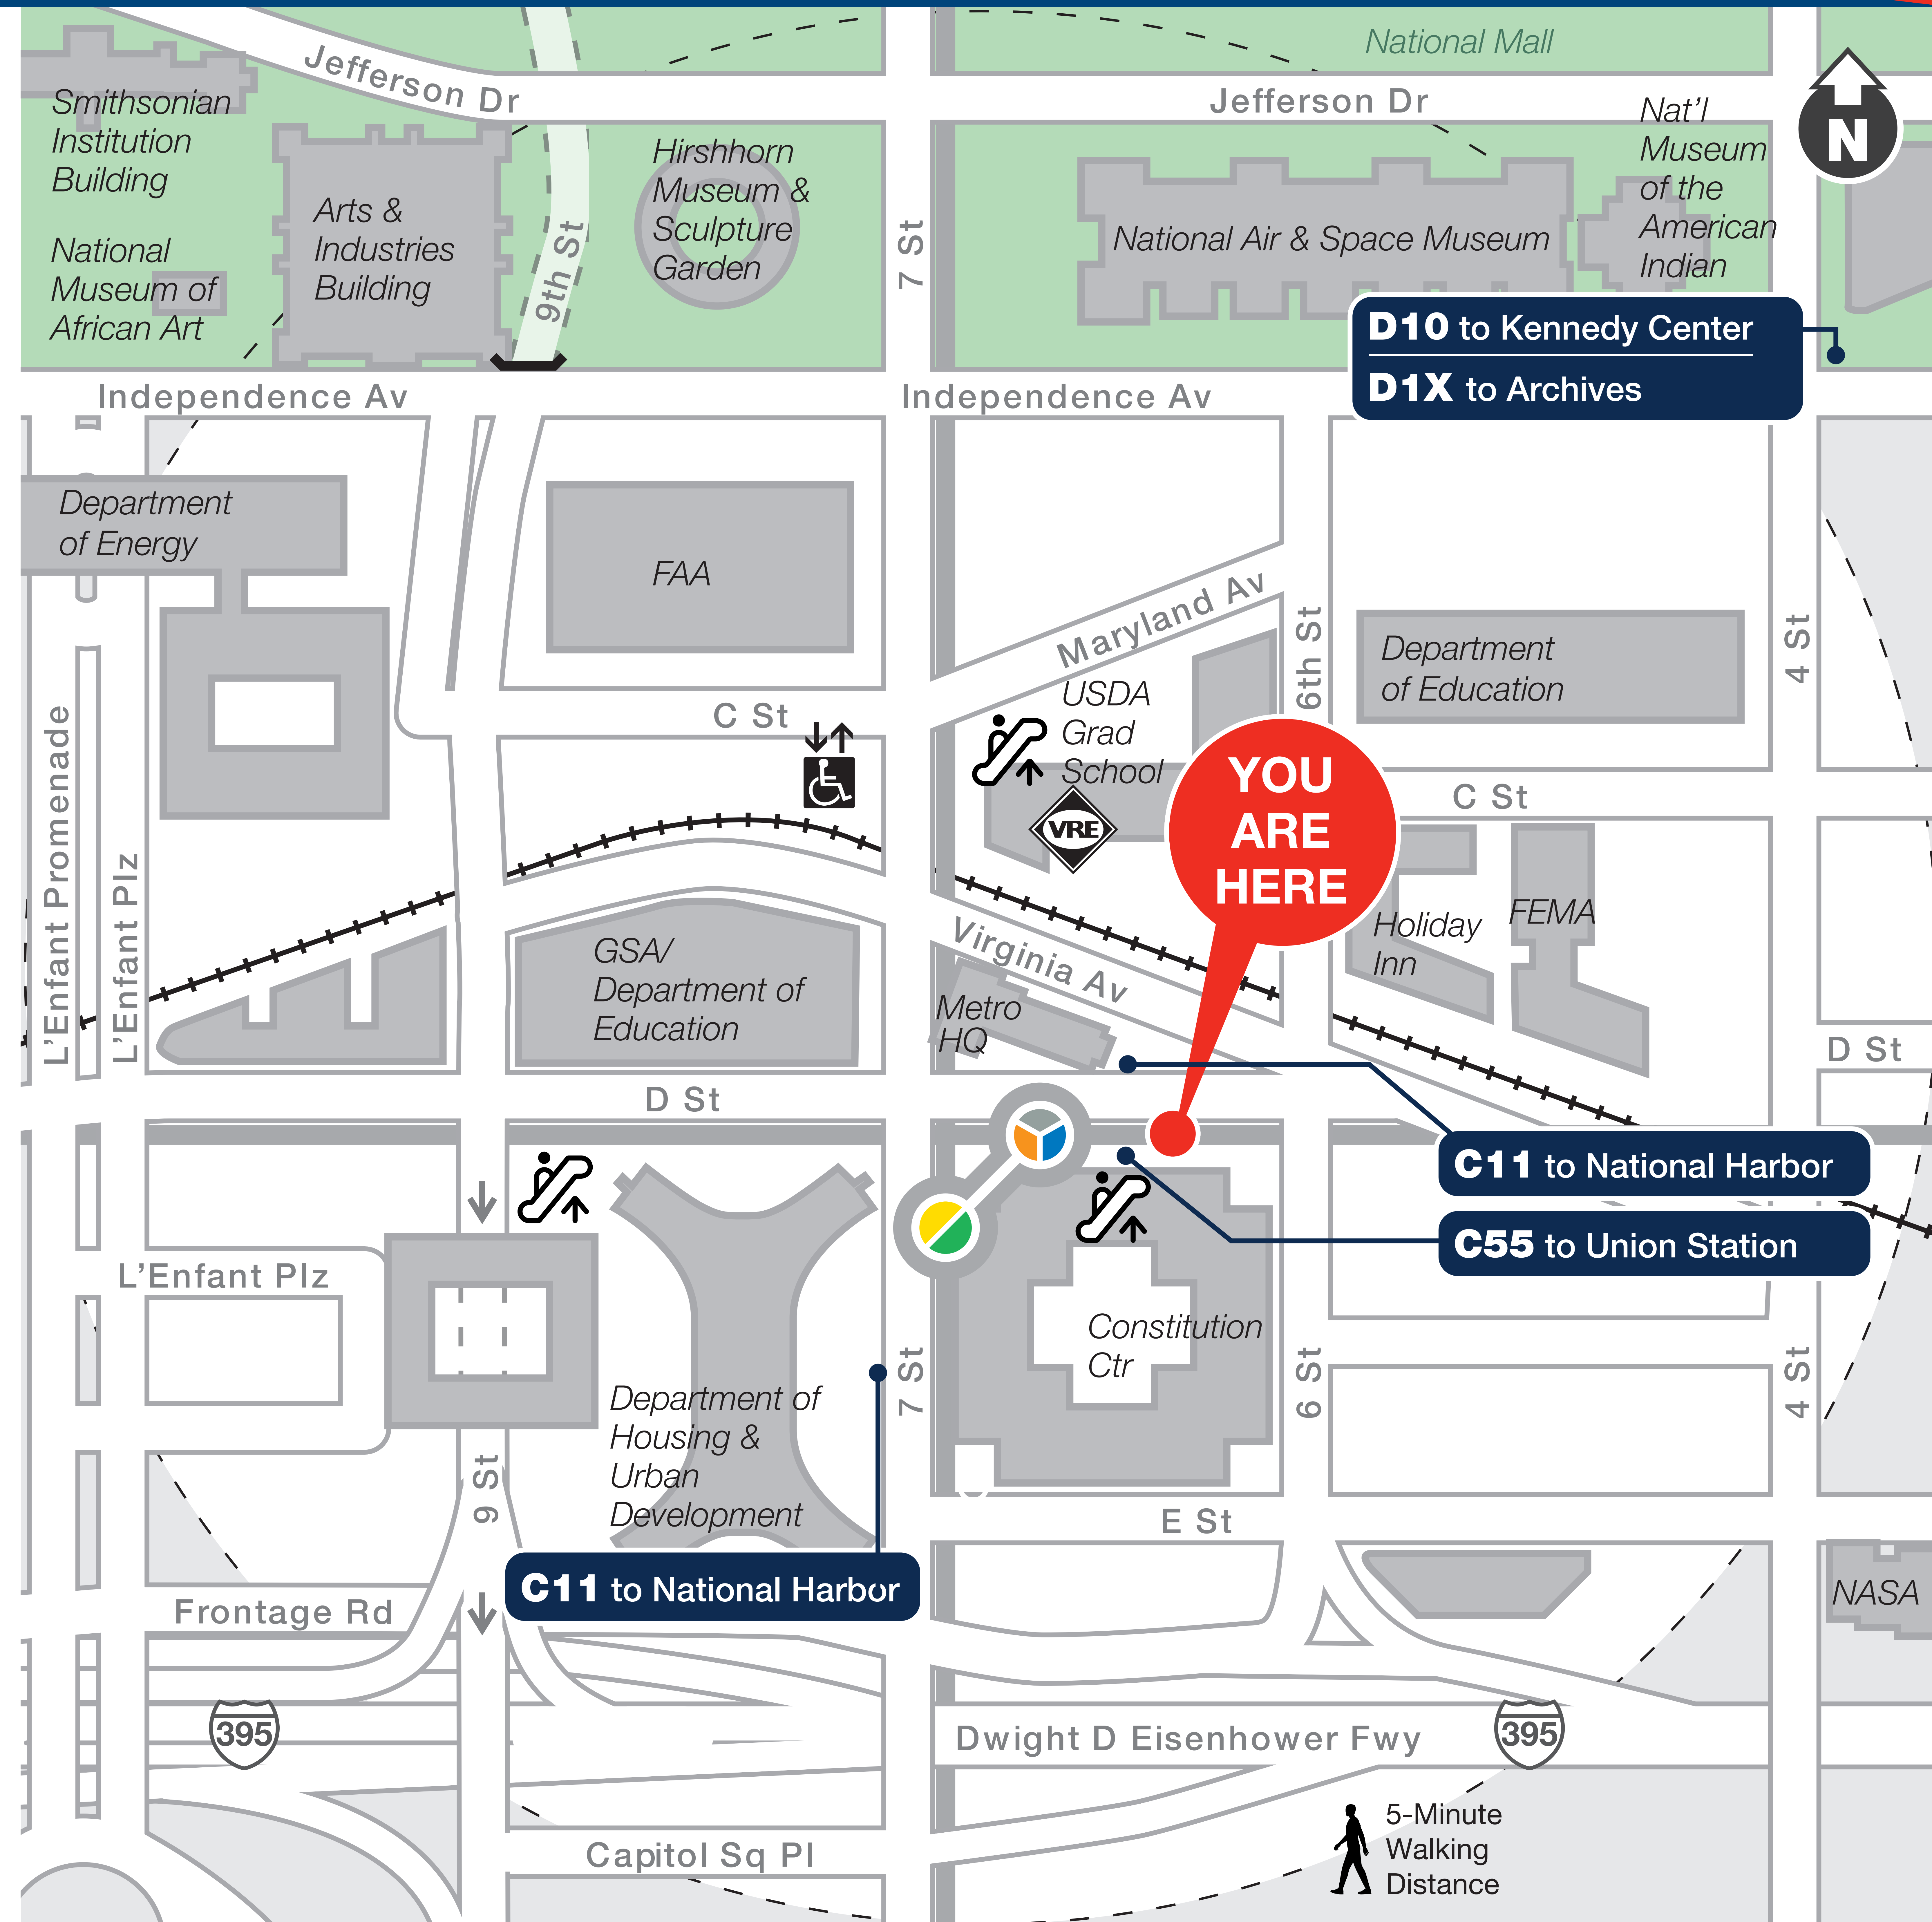 National Mall
Jefferson Dr
Jefferson Dr
N
Smithsonian
Institution
Building
National
Museum of
African Art
Arts &
Industries
Building
9th St
Hirshhorn
Museum &
Sculpture
Garden
7 St
National Air & Space Museum
Nat'l
Museum
of the
American
Indian
D10 to Kennedy Center
D1X to Archives
Independence Av
Independence Av
Department
of Energy
FAA
Maryland Av
6th St
Department
of Education
4 St
C St
USDA
Grad
School
VRE
YOU
ARE
HERE
C St
L'Enfant Promenade
L'Enfant Plz
GSA/
Department of
Education
Virginia Av
Metro
HQ
Holiday
Inn
FEMA
D St
D St
C11 to National Harbor
C55 to Union Station
L'Enfant Plz
Constitution
Ctr
7 St
6 St
4 St
Department of
Housing &
Urban
Development
9 St
E St
C11 to National Harbor
NASA
Frontage Rd
395
Dwight D Eisenhower Fwy
395
5-Minute
Walking
Distance
Capitol Sq Pl